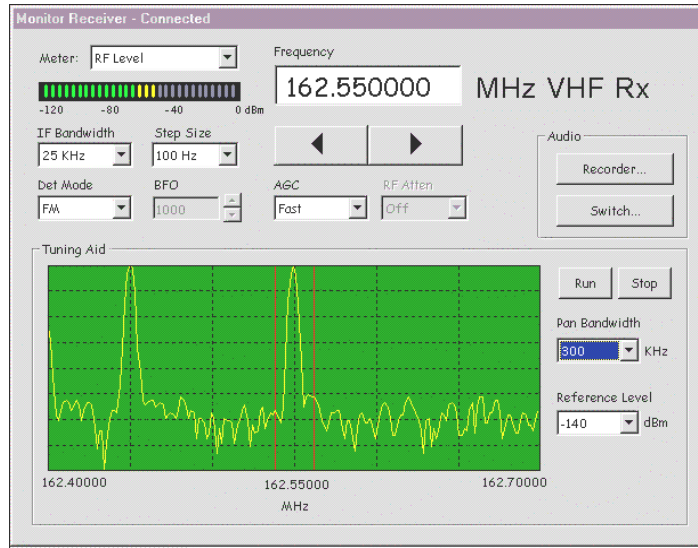 Monitor Receiver - Connected
Meter: RF Level
-120 -80 -40 0 dBm
Frequency
162.550000 MHz VHF Rx
IF Bandwidth Step Size
25 KHz 100 Hz
Det Mode BFO AGC RF Atten
FM 1000 Fast Off
Audio
Recorder...
Switch...
Tuning Aid
Run Stop
Pan Bandwidth
300 KHz
Reference Level
-140 dBm
162.40000 162.55000 162.70000
MHz